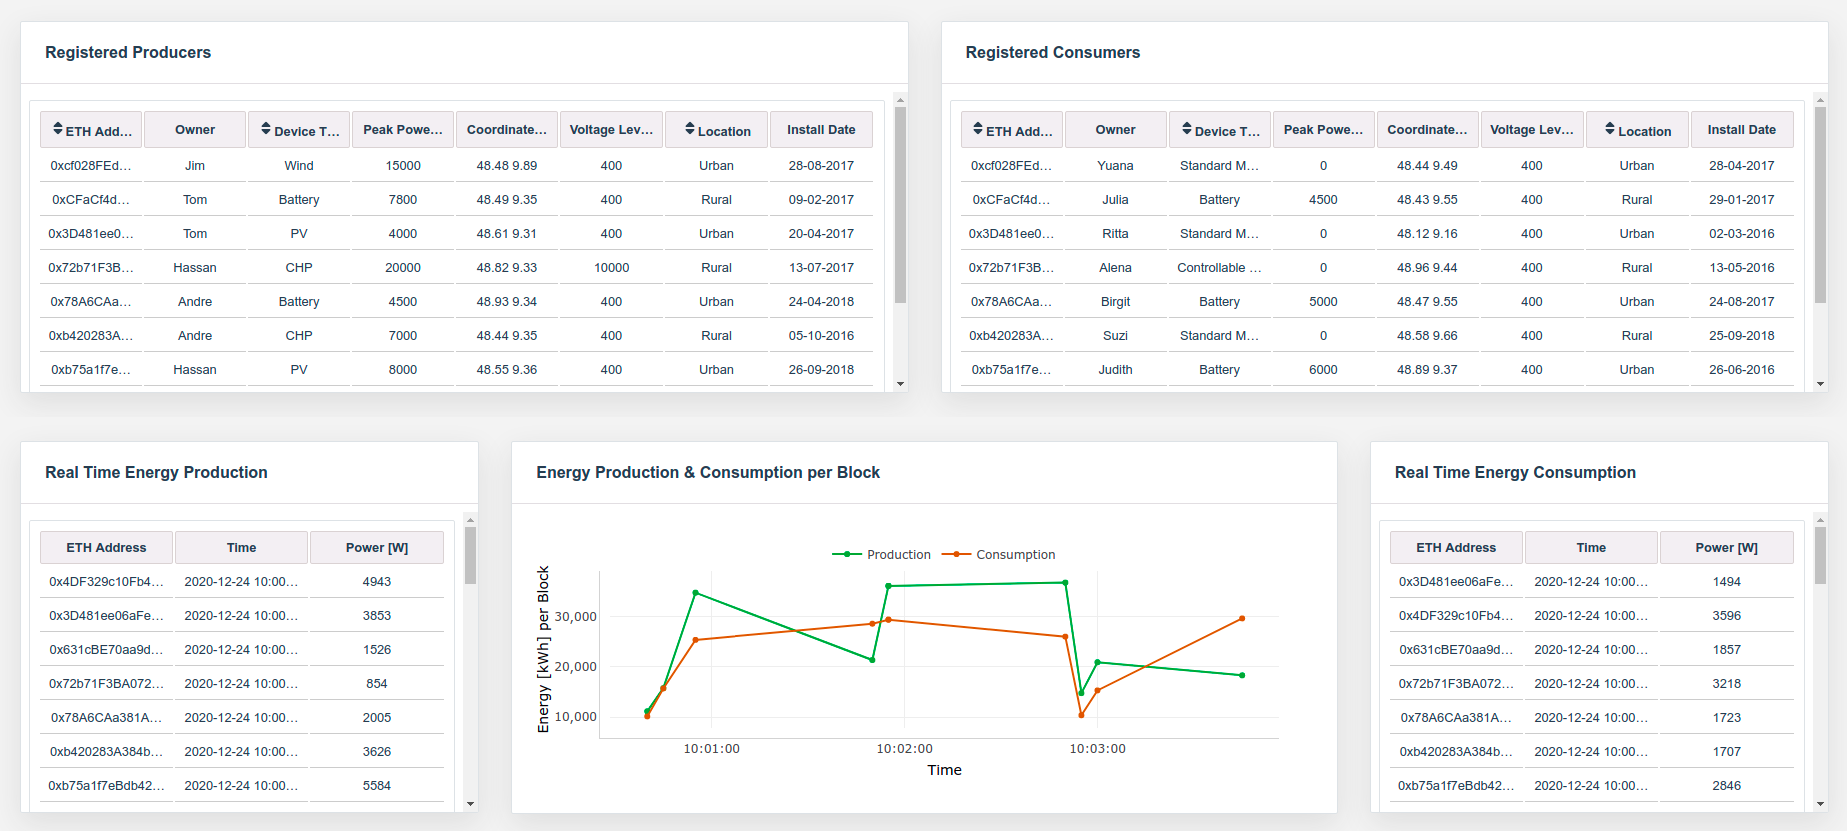 Registered Producers
ETH Add... Owner Device T... Peak Powe... Coordinate... Voltage Lev... Location Install Date
0xcf028FEd... Jim Wind 15000 48.48 9.89 400 Urban 28-08-2017
0xCFaCf4d... Tom Battery 7800 48.49 9.35 400 Rural 09-02-2017
0x3D481ee0... Tom PV 4000 48.61 9.31 400 Urban 20-04-2017
0x72b71F3B... Hassan CHP 20000 48.82 9.33 10000 Rural 13-07-2017
0x78A6CAa... Andre Battery 4500 48.93 9.34 400 Urban 24-04-2018
0xb420283A... Andre CHP 7000 48.44 9.35 400 Rural 05-10-2016
0xb75a1f7e... Hassan PV 8000 48.55 9.36 400 Urban 26-09-2018
Registered Consumers
ETH Add... Owner Device T... Peak Powe... Coordinate... Voltage Lev... Location Install Date
0xcf028FEd... Yuana Standard M... 0 48.44 9.49 400 Urban 28-04-2017
0xCFaCf4d... Julia Battery 4500 48.43 9.55 400 Rural 29-01-2017
0x3D481ee0... Ritta Standard M... 0 48.12 9.16 400 Urban 02-03-2016
0x72b71F3B... Alena Controllable ... 0 48.96 9.44 400 Rural 13-05-2016
0x78A6CAa... Birgit Battery 5000 48.47 9.55 400 Urban 24-08-2017
0xb420283A... Suzi Standard M... 0 48.58 9.66 400 Rural 25-09-2018
0xb75a1f7e... Judith Battery 6000 48.89 9.37 400 Urban 26-06-2016
Real Time Energy Production
ETH Address Time Power [W]
0x4DF329c10Fb4... 2020-12-24 10:00... 4943
0x3D481ee06aFe... 2020-12-24 10:00... 3853
0x631cBE70aa9d... 2020-12-24 10:00... 1526
0x72b71F3BA072... 2020-12-24 10:00... 854
0x78A6CAa381A... 2020-12-24 10:00... 2005
0xb420283A384b... 2020-12-24 10:00... 3626
0xb75a1f7eBdb42... 2020-12-24 10:00... 5584
Energy Production & Consumption per Block
Production Consumption
Energy [kWh] per Block
30,000
20,000
10,000
10:01:00 10:02:00 10:03:00
Time
Real Time Energy Consumption
ETH Address Time Power [W]
0x3D481ee06aFe... 2020-12-24 10:00... 1494
0x4DF329c10Fb4... 2020-12-24 10:00... 3596
0x631cBE70aa9d... 2020-12-24 10:00... 1857
0x72b71F3BA072... 2020-12-24 10:00... 3218
0x78A6CAa381A... 2020-12-24 10:00... 1723
0xb420283A384b... 2020-12-24 10:00... 1707
0xb75a1f7eBdb42... 2020-12-24 10:00... 2846